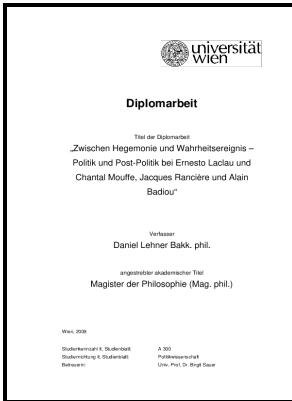 universität
wien
Diplomarbeit
Titel der Diplomarbeit
„Zwischen Hegemonie und Wahrheitsereignis –
Politik und Post-Politik bei Ernesto Laclau und
Chantal Mouffe, Jacques Rancière und Alain
Badiou“
Verfasser
Daniel Lehner Bakk. phil.
angestrebter akademischer Titel
Magister der Philosophie (Mag. phil.)
Wien, 2009
Studienkennzahl lt. Studienblatt: A 300
Studienrichtung lt. Studienblatt: Politikwissenschaft
Betreuerin: Univ. Prof. Dr. Birgit Sauer